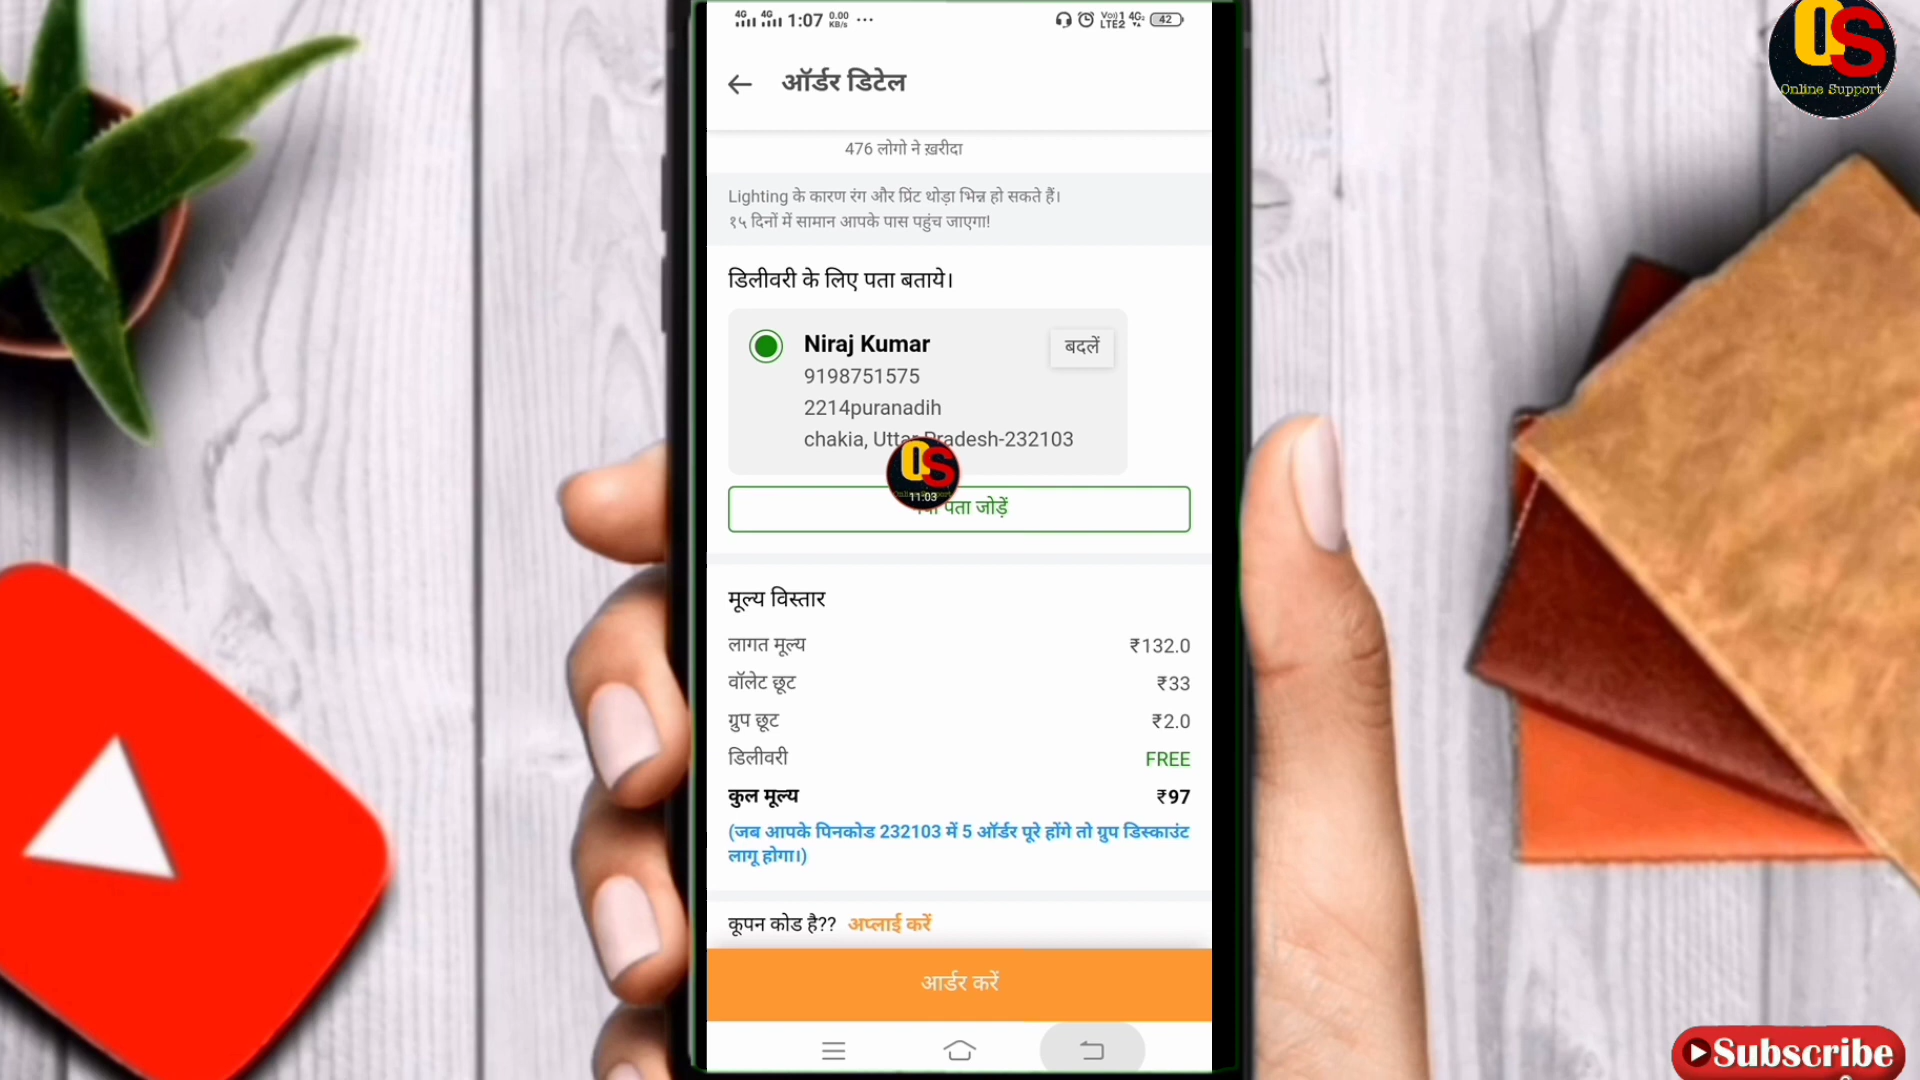 4G 4G 1:07 0.00 KB/s ... Vo) 1 4G LTE2 42
OS
Online Support
ऑर्डर डिटेल
476 लोगो ने ख़रीदा
Lighting के कारण रंग और प्रिंट थोड़ा भिन्न हो सकते हैं।
१५ दिनों में सामान आपके पास पहुंच जाएगा!
डिलीवरी के लिए पता बताये।
Niraj Kumar
बदलें
9198751575
2214puranadih
chakia, Uttar Pradesh-232103
OS
11:03
पता जोड़ें
मूल्य विस्तार
लागत मूल्य ₹132.0
वॉलेट छूट ₹33
ग्रुप छूट ₹2.0
डिलीवरी FREE
कुल मूल्य ₹97
(जब आपके पिनकोड 232103 में 5 ऑर्डर पूरे होंगे तो ग्रुप डिस्काउंट
लागू होगा।)
कूपन कोड है?? अप्लाई करें
आर्डर करें
Subscribe